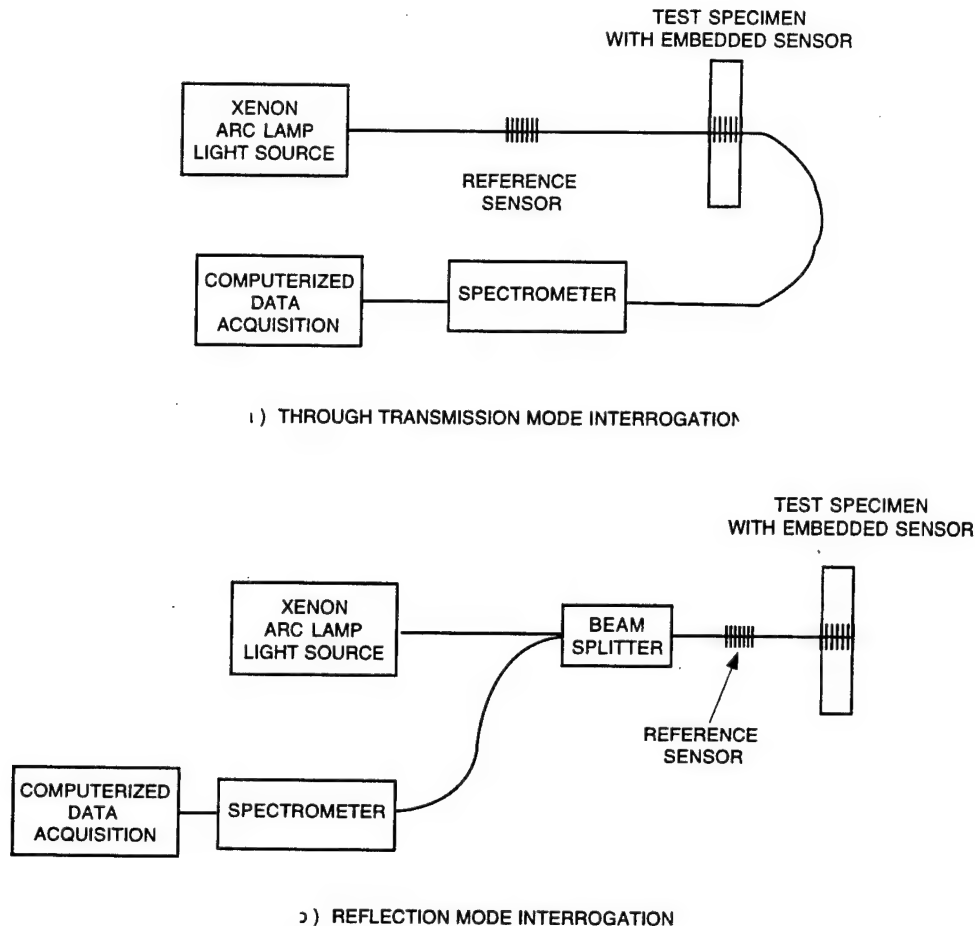 TEST SPECIMEN
WITH EMBEDDED SENSOR
XENON
ARC LAMP
LIGHT SOURCE
REFERENCE
SENSOR
COMPUTERIZED
DATA
ACQUISITION
SPECTROMETER
) THROUGH TRANSMISSION MODE INTERROGATION
TEST SPECIMEN
WITH EMBEDDED SENSOR
XENON
ARC LAMP
LIGHT SOURCE
BEAM
SPLITTER
REFERENCE
SENSOR
COMPUTERIZED
DATA
ACQUISITION
SPECTROMETER
) REFLECTION MODE INTERROGATION